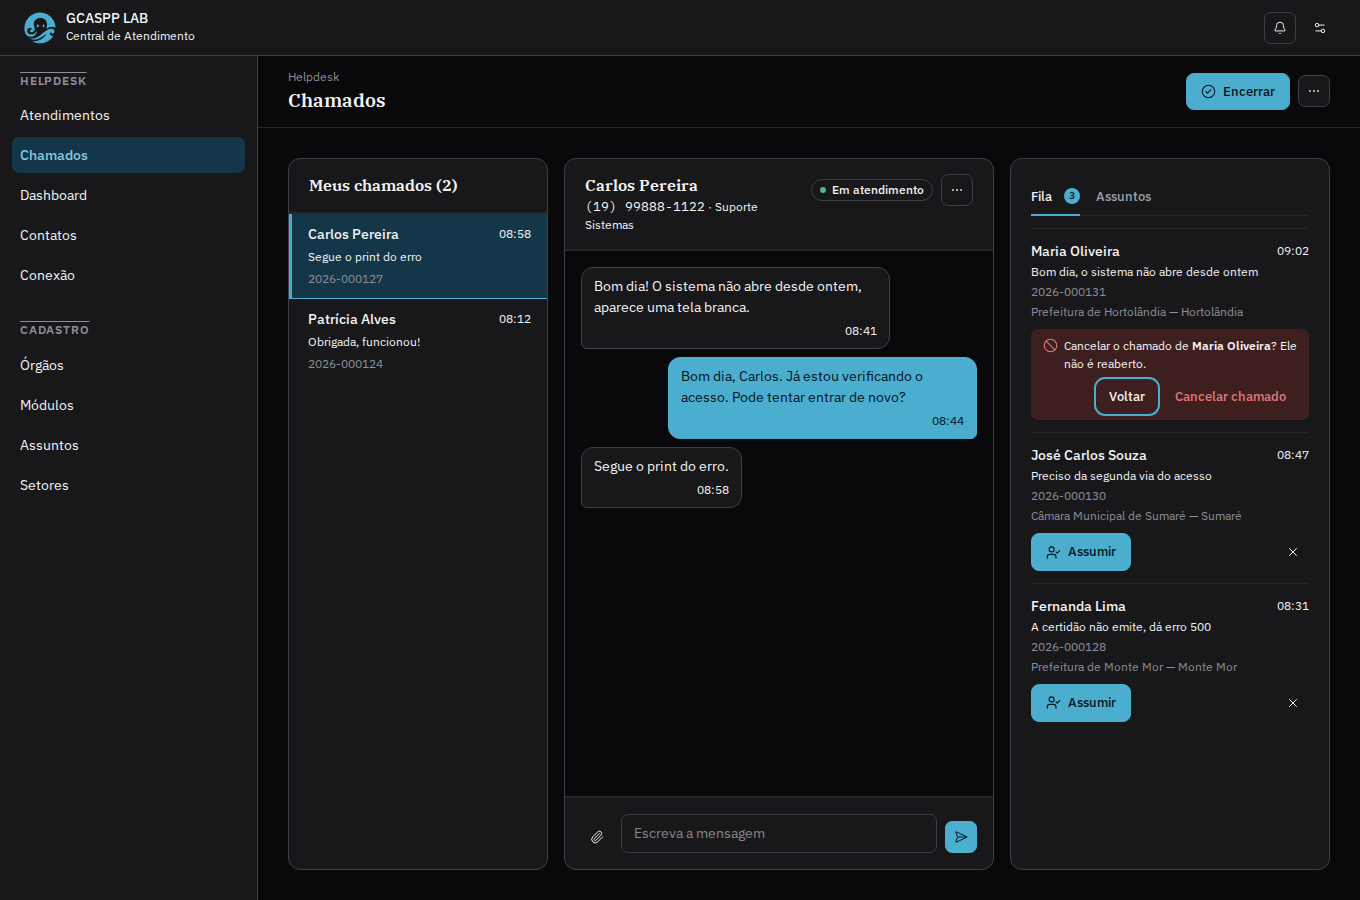 GCASPP LAB
Central de Atendimento
HELPDESK
Atendimentos
Chamados
Dashboard
Contatos
Conexão
CADASTRO
Órgãos
Módulos
Assuntos
Setores
Helpdesk
Chamados
Encerrar
Meus chamados (2)
Carlos Pereira 08:58
Segue o print do erro
2026-000127
Patrícia Alves 08:12
Obrigada, funcionou!
2026-000124
Carlos Pereira
(19) 99888-1122 · Suporte
Sistemas
Em atendimento
Bom dia! O sistema não abre desde ontem,
aparece uma tela branca.
08:41
Bom dia, Carlos. Já estou verificando o
acesso. Pode tentar entrar de novo?
08:44
Segue o print do erro.
08:58
Escreva a mensagem
Fila 3 Assuntos
Maria Oliveira 09:02
Bom dia, o sistema não abre desde ontem
2026-000131
Prefeitura de Hortolândia — Hortolândia
Cancelar o chamado de Maria Oliveira? Ele
não é reaberto.
Voltar Cancelar chamado
José Carlos Souza 08:47
Preciso da segunda via do acesso
2026-000130
Câmara Municipal de Sumaré — Sumaré
Assumir
Fernanda Lima 08:31
A certidão não emite, dá erro 500
2026-000128
Prefeitura de Monte Mor — Monte Mor
Assumir